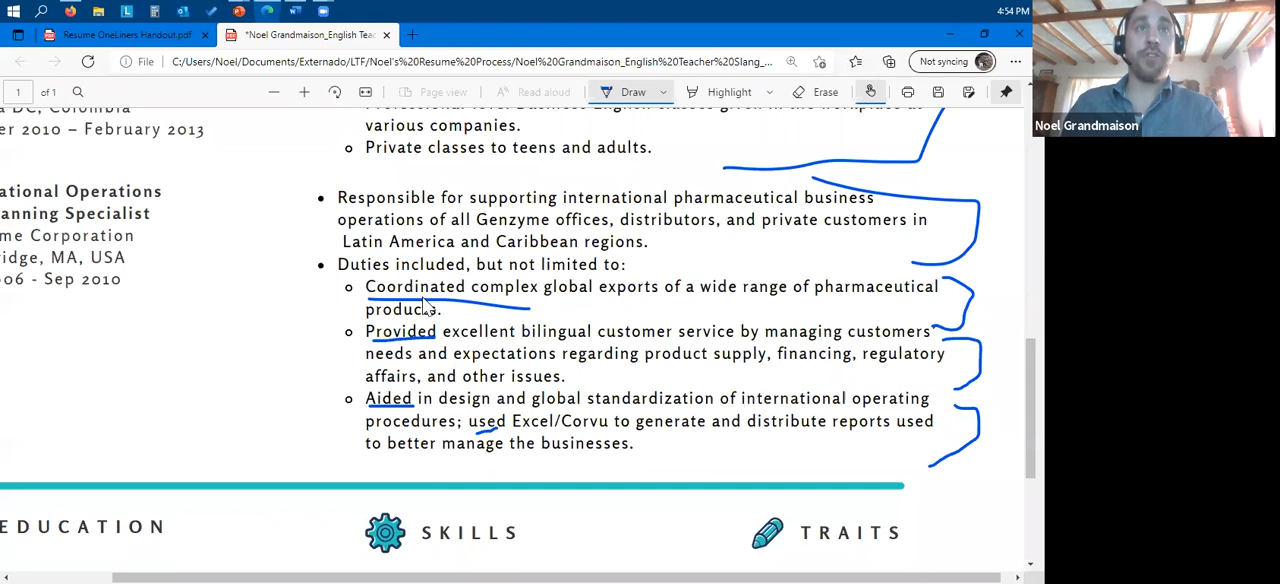 4:54 PM
Resume OneLiners Handout.pdf
*Noel Grandmaison_English Teac
File
C:/Users/Noel/Documents/Externado/LTF/Noel's%20Resume%20Process/Noel%20Grandmaison_English%20Teacher%20Slang_...
Not syncing
1 of 1
Page view
Read aloud
Draw
Highlight
Erase
Noel Grandmaison
DC, Colombia
er 2010 – February 2013
various companies.
Private classes to teens and adults.
ational Operations
anning Specialist
me Corporation
ridge, MA, USA
006 - Sep 2010
Responsible for supporting international pharmaceutical business
operations of all Genzyme offices, distributors, and private customers in
Latin America and Caribbean regions.
Duties included, but not limited to:
Coordinated complex global exports of a wide range of pharmaceutical
products.
Provided excellent bilingual customer service by managing customers'
needs and expectations regarding product supply, financing, regulatory
affairs, and other issues.
Aided in design and global standardization of international operating
procedures; used Excel/Corvu to generate and distribute reports used
to better manage the businesses.
EDUCATION
SKILLS
TRAITS